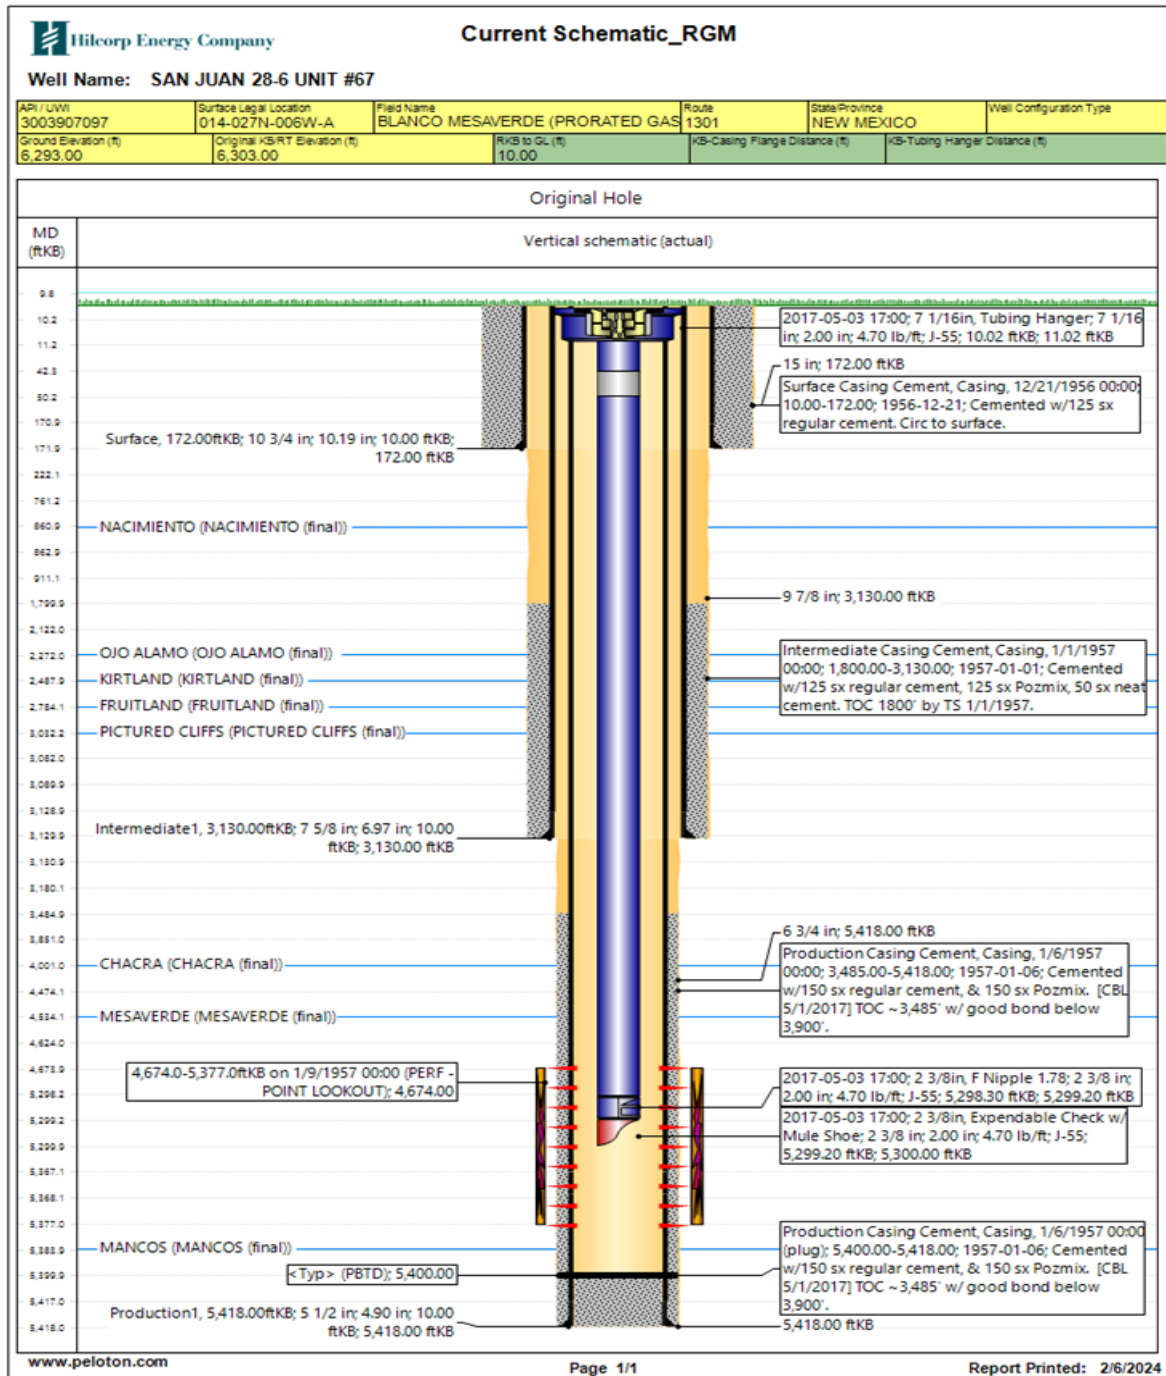 Hilcorp Energy Company
Current Schematic_RGM
Well Name: SAN JUAN 28-6 UNIT #67
API / UWI
3003907097
Surface Legal Location
014-027N-006W-A
Field Name
BLANCO MESAVERDE (PRORATED GAS
Route
1301
State/Province
NEW MEXICO
Well Configuration Type
Ground Elevation (ft)
6,293.00
Original KB/RT Elevation (ft)
6,303.00
RKB to GL (ft)
10.00
KB-Casing Flange Distance (ft)
KB-Tubing Hanger Distance (ft)
Original Hole
MD
(ftKB)
Vertical schematic (actual)
9.8
10.2
11.2
42.3
50.2
170.9
171.9
222.1
761.2
860.9
862.9
911.1
1,799.9
2,122.0
2,272.0
2,487.9
2,784.1
3,032.2
3,082.0
3,089.9
3,128.9
3,129.9
3,130.9
3,180.1
3,484.9
3,851.0
4,001.0
4,474.1
4,534.1
4,624.0
4,673.9
5,298.2
5,299.2
5,299.9
5,367.1
5,368.1
5,377.0
5,383.9
5,399.9
5,417.0
5,418.0
2017-05-03 17:00; 7 1/16in, Tubing Hanger; 7 1/16
in; 2.00 in; 4.70 lb/ft; J-55; 10.02 ftKB; 11.02 ftKB
15 in; 172.00 ftKB
Surface Casing Cement, Casing, 12/21/1956 00:00;
10.00-172.00; 1956-12-21; Cemented w/125 sx
regular cement. Circ to surface.
Surface, 172.00ftKB; 10 3/4 in; 10.19 in; 10.00 ftKB;
172.00 ftKB
NACIMIENTO (NACIMIENTO (final))
9 7/8 in; 3,130.00 ftKB
OJO ALAMO (OJO ALAMO (final))
KIRTLAND (KIRTLAND (final))
FRUITLAND (FRUITLAND (final))
PICTURED CLIFFS (PICTURED CLIFFS (final))
Intermediate Casing Cement, Casing, 1/1/1957
00:00; 1,800.00-3,130.00; 1957-01-01; Cemented
w/125 sx regular cement, 125 sx Pozmix, 50 sx neat
cement. TOC 1800' by TS 1/1/1957.
Intermediate1, 3,130.00ftKB; 7 5/8 in; 6.97 in; 10.00
ftKB; 3,130.00 ftKB
6 3/4 in; 5,418.00 ftKB
CHACRA (CHACRA (final))
MESAVERDE (MESAVERDE (final))
Production Casing Cement, Casing, 1/6/1957
00:00; 3,485.00-5,418.00; 1957-01-06; Cemented
w/150 sx regular cement, & 150 sx Pozmix. [CBL
5/1/2017] TOC ~3,485' w/ good bond below
3,900'.
4,674.0-5,377.0ftKB on 1/9/1957 00:00 (PERF -
POINT LOOKOUT); 4,674.00
2017-05-03 17:00; 2 3/8in, F Nipple 1.78; 2 3/8 in;
2.00 in; 4.70 lb/ft; J-55; 5,298.30 ftKB; 5,299.20 ftKB
2017-05-03 17:00; 2 3/8in, Expendable Check w/
Mule Shoe; 2 3/8 in; 2.00 in; 4.70 lb/ft; J-55;
5,299.20 ftKB; 5,300.00 ftKB
MANCOS (MANCOS (final))
<Typ> (PBTD); 5,400.00
Production Casing Cement, Casing, 1/6/1957 00:00
(plug); 5,400.00-5,418.00; 1957-01-06; Cemented
w/150 sx regular cement, & 150 sx Pozmix. [CBL
5/1/2017] TOC ~3,485' w/ good bond below
3,900'.
Production1, 5,418.00ftKB; 5 1/2 in; 4.90 in; 10.00
ftKB; 5,418.00 ftKB
5,418.00 ftKB
www.peloton.com
Page 1/1
Report Printed: 2/6/2024